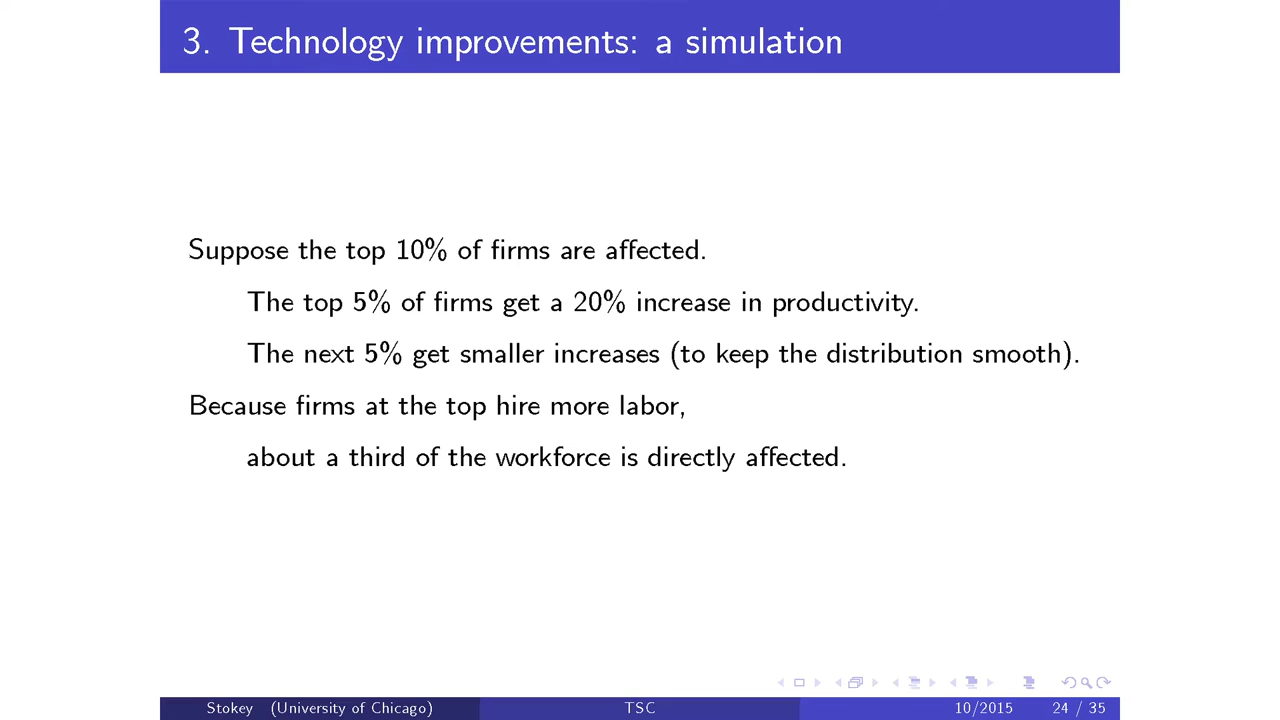 3. Technology improvements: a simulation
Suppose the top 10% of firms are affected.
The top 5% of firms get a 20% increase in productivity.
The next 5% get smaller increases (to keep the distribution smooth).
Because firms at the top hire more labor,
about a third of the workforce is directly affected.
Stokey (University of Chicago) TSC 10/2015 24 / 35